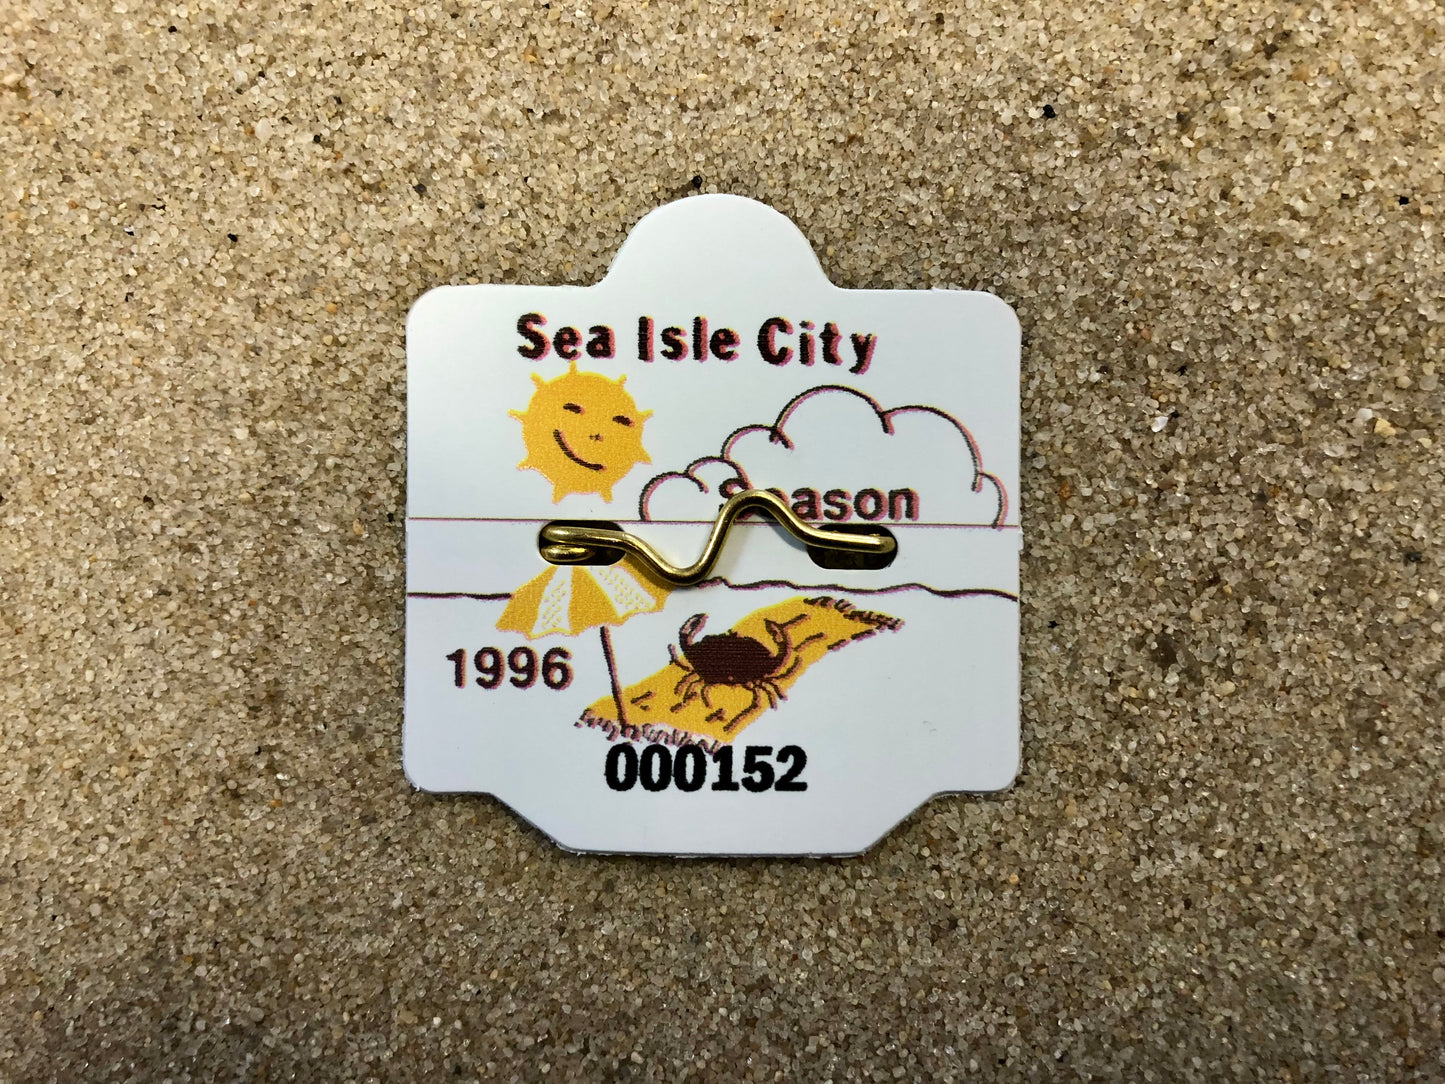 Sea Isle City
Season
1996
000152